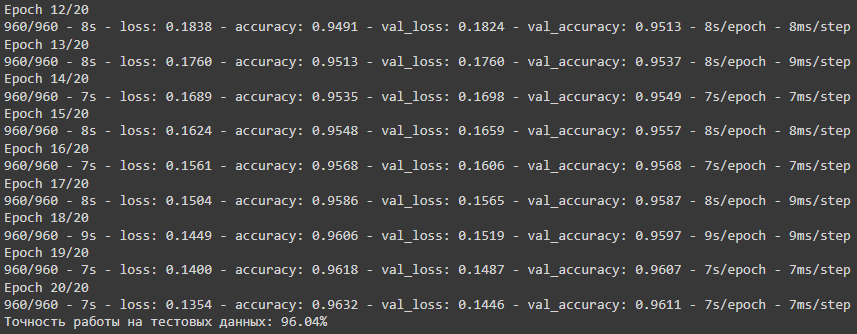 Epoch 12/20
960/960 - 8s - loss: 0.1838 - accuracy: 0.9491 - val_loss: 0.1824 - val_accuracy: 0.9513 - 8s/epoch - 8ms/step
Epoch 13/20
960/960 - 8s - loss: 0.1760 - accuracy: 0.9513 - val_loss: 0.1760 - val_accuracy: 0.9537 - 8s/epoch - 9ms/step
Epoch 14/20
960/960 - 7s - loss: 0.1689 - accuracy: 0.9535 - val_loss: 0.1698 - val_accuracy: 0.9549 - 7s/epoch - 7ms/step
Epoch 15/20
960/960 - 8s - loss: 0.1624 - accuracy: 0.9548 - val_loss: 0.1659 - val_accuracy: 0.9557 - 8s/epoch - 8ms/step
Epoch 16/20
960/960 - 7s - loss: 0.1561 - accuracy: 0.9568 - val_loss: 0.1606 - val_accuracy: 0.9568 - 7s/epoch - 7ms/step
Epoch 17/20
960/960 - 8s - loss: 0.1504 - accuracy: 0.9586 - val_loss: 0.1565 - val_accuracy: 0.9587 - 8s/epoch - 9ms/step
Epoch 18/20
960/960 - 9s - loss: 0.1449 - accuracy: 0.9606 - val_loss: 0.1519 - val_accuracy: 0.9597 - 9s/epoch - 9ms/step
Epoch 19/20
960/960 - 7s - loss: 0.1400 - accuracy: 0.9618 - val_loss: 0.1487 - val_accuracy: 0.9607 - 7s/epoch - 7ms/step
Epoch 20/20
960/960 - 7s - loss: 0.1354 - accuracy: 0.9632 - val_loss: 0.1446 - val_accuracy: 0.9611 - 7s/epoch - 7ms/step
Точность работы на тестовых данных: 96.04%